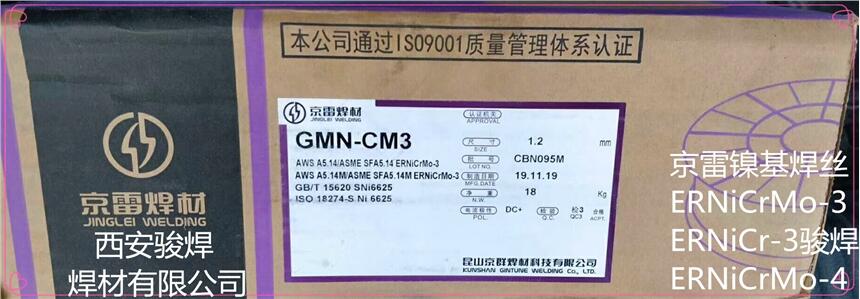 本公司通过ISO9001质量管理体系认证
京雷焊材
JINGLEI WELDING
京雷焊材
JINGLEI WELDING
GMN-CM3
AWS A5.14/ASME SFA5.14 ERNiCrMo-3
AWS A5.14M/ASME SFA5.14M ERNiCrMo-3
GB/T 15620 SNi6625
ISO 18274-S Ni 6625
认证机关
APPROVAL
尺寸 1.2 mm
SIZE
批号 CBN095M
LOT NO.
制造日期 19.11.19
MFG.DATE
净重 18 Kg
N.W.
电流极性 DC+ 检验 检3 合格
POL. Q.C. QC3 ACPT.
昆山京群焊材科技有限公司
KUNSHAN GINTUNE WELDING Co., LTD.
西安骏焊
焊材有限公司
京雷镍基焊丝
ERNiCrMo-3
ERNiCr-3骏焊
ERNiCrMo-4